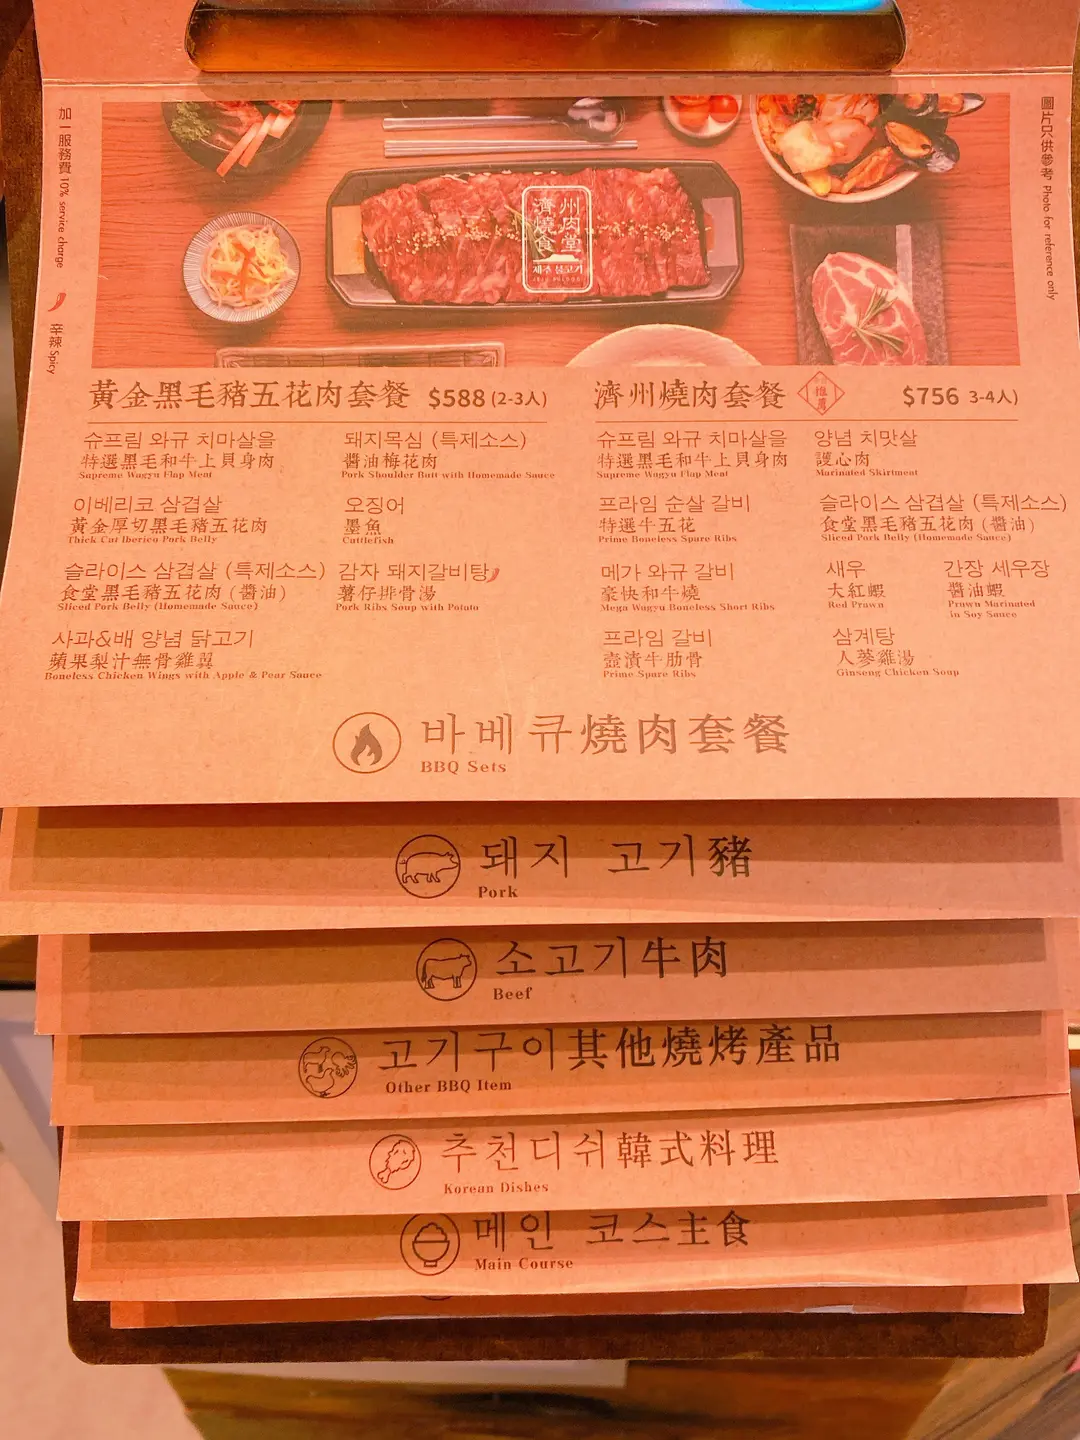 加一服務費 10% service charge
辛辣 Spicy
圖片只供參考 Photo for reference only
濟州
燒肉
食堂
제주 불고기
黃金黑毛豬五花肉套餐 $588 (2-3人)
슈프림 와규 치마살을
特選黑毛和牛上貝身肉
Supreme Wagyu Flap Meat
이베리코 삼겹살
黃金厚切黑毛豬五花肉
Thick Cut Iberico Pork Belly
슬라이스 삼겹살 (특제소스)
食堂黑毛豬五花肉 (醬油)
Sliced Pork Belly (Homemade Sauce)
사과&배 양념 닭고기
蘋果梨汁無骨雞翼
Boneless Chicken Wings with Apple & Pear Sauce
돼지목심 (특제소스)
醬油梅花肉
Pork Shoulder Butt with Homemade Sauce
오징어
墨魚
Cuttlefish
감자 돼지갈비탕
薯仔排骨湯
Pork Ribs Soup with Potato
濟州燒肉套餐 推薦 $756 3-4人)
슈프림 와규 치마살을
特選黑毛和牛上貝身肉
Supreme Wagyu Flap Meat
프라임 순살 갈비
特選牛五花
Prime Boneless Spare Ribs
메가 와규 갈비
豪快和牛燒
Mega Wagyu Boneless Short Ribs
프라임 갈비
壺漬牛肋骨
Prime Spare Ribs
양념 치맛살
護心肉
Marinated Skirtmeat
슬라이스 삼겹살 (특제소스)
食堂黑毛豬五花肉 (醬油)
Sliced Pork Belly (Homemade Sauce)
새우
大紅蝦
Red Prawn
간장 세우장
醬油蝦
Prawn Marinated
in Soy Sauce
삼계탕
人蔘雞湯
Ginseng Chicken Soup
바베큐燒肉套餐
BBQ Sets
돼지 고기豬
Pork
소고기牛肉
Beef
고기구이其他燒烤產品
Other BBQ Item
추천디쉬韓式料理
Korean Dishes
메인 코스主食
Main Course